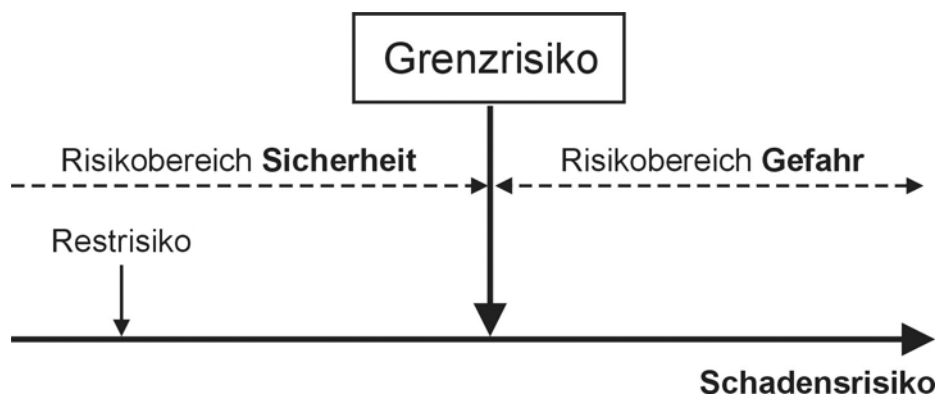 Grenzrisiko
Risikobereich Sicherheit
Risikobereich Gefahr
Restrisiko
Schadensrisiko